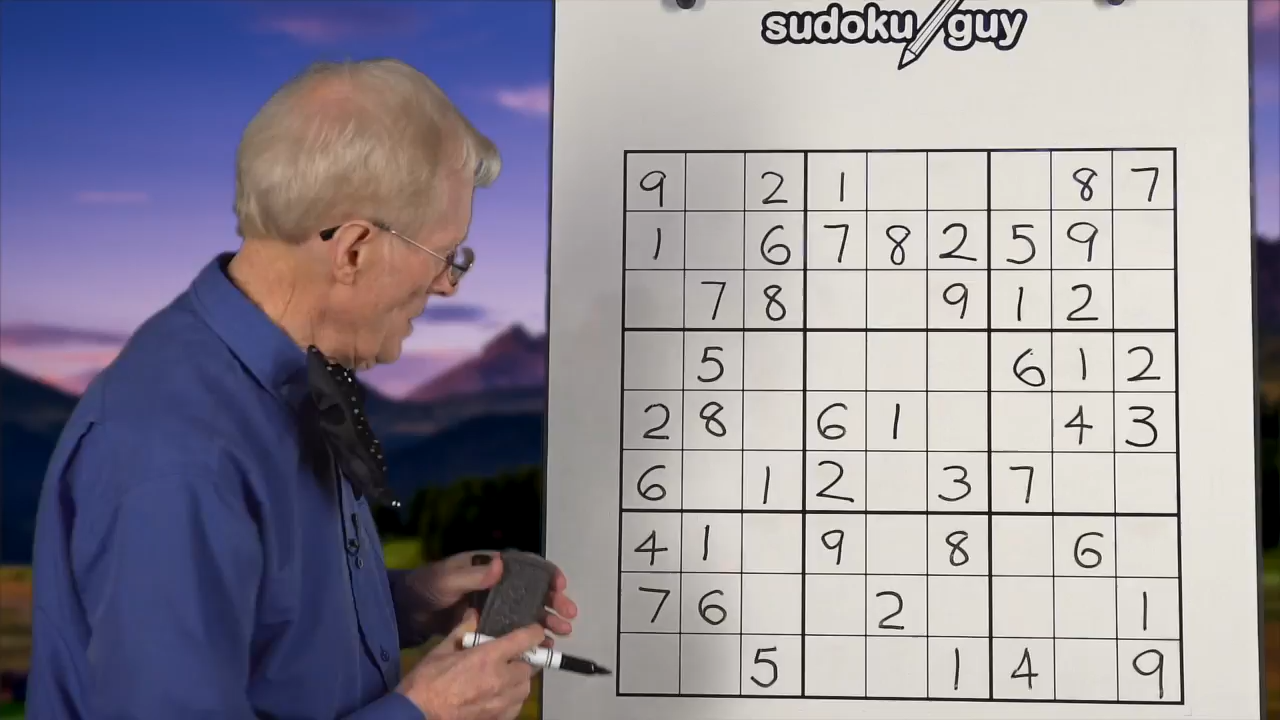 sudoku guy
9 2 1 8 7
1 6 7 8 2 5 9
7 8 9 1 2
5 6 1 2
2 8 6 1 4 3
6 1 2 3 7
4 1 9 8 6
7 6 2 1
5 1 4 9